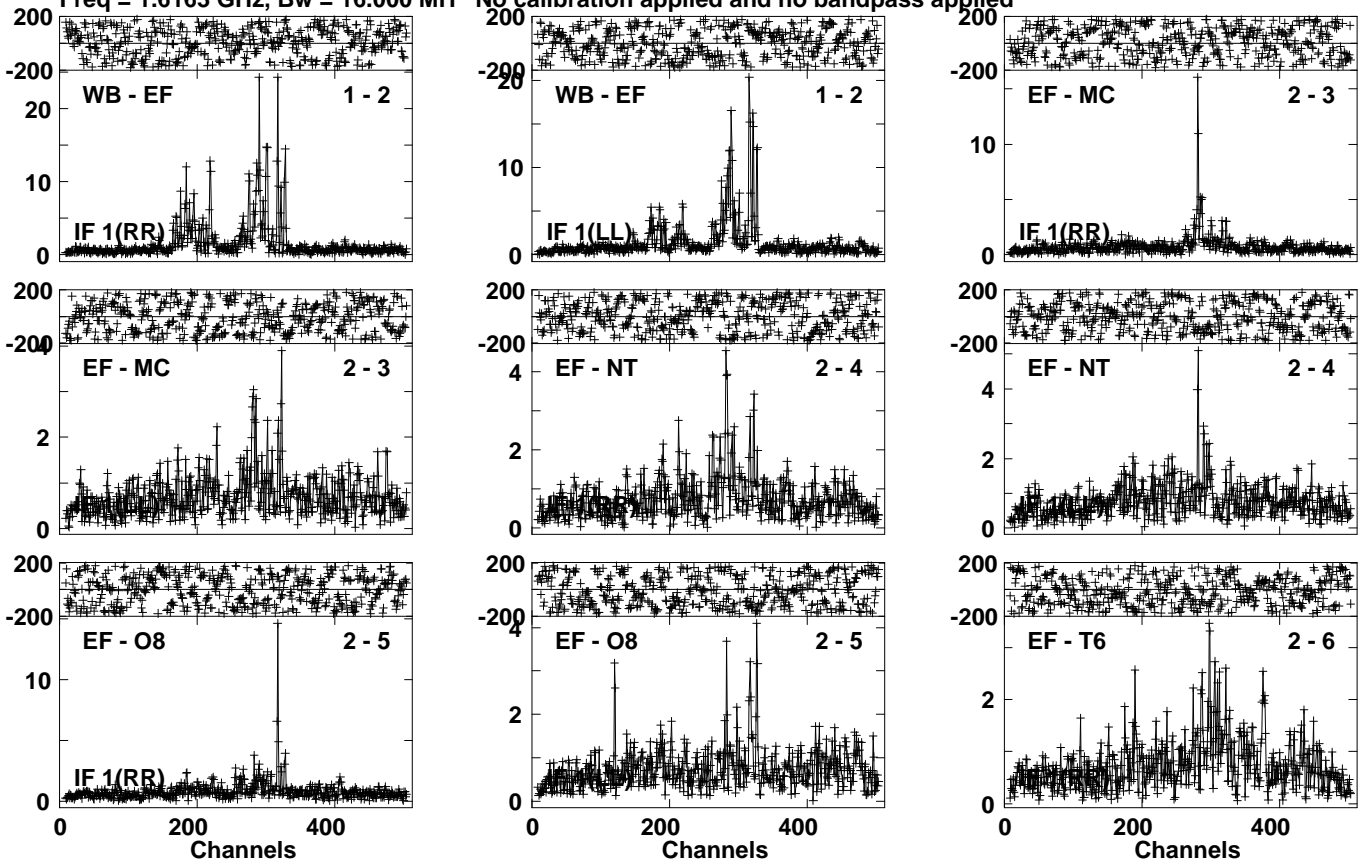 Freq = 1.6163 GHz, Bw = 16.000 MH No calibration applied and no bandpass applied
200 200 200
-200 -200 -200
WB - EF 1 - 2 WB - EF 1 - 2 EF - MC 2 - 3
20 20
10 10 10
IF 1(RR) IF 1(LL) IF 1(RR)
0 0 0
200 200 200
-200 -200 -200
4
EF - MC 2 - 3 EF - NT 2 - 4 EF - NT 2 - 4
4 4
2 2 2
0 0 0
200 200 200
-200 -200 -200
4
EF - O8 2 - 5 EF - O8 2 - 5 EF - T6 2 - 6
10 2 2
IF 1(RR)
0 0 0
0 200 400 0 200 400 0 200 400
Channels Channels Channels